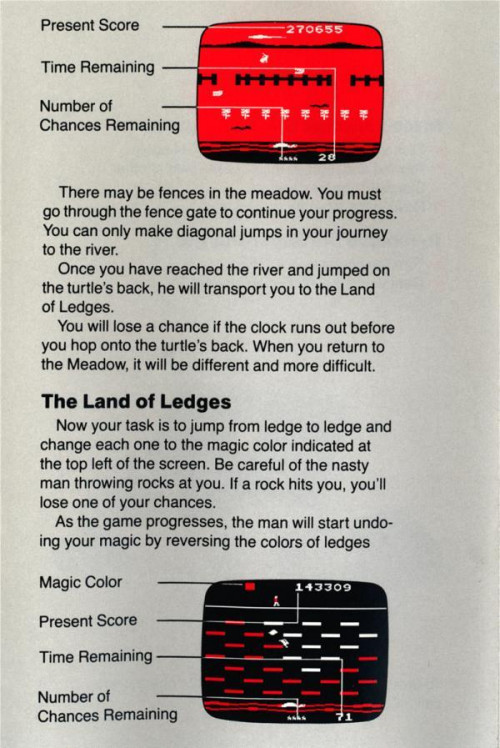 Present Score
270655
Time Remaining
Number of
Chances Remaining
28
There may be fences in the meadow. You must
go through the fence gate to continue your progress.
You can only make diagonal jumps in your journey
to the river.
Once you have reached the river and jumped on
the turtle's back, he will transport you to the Land
of Ledges.
You will lose a chance if the clock runs out before
you hop onto the turtle's back. When you return to
the Meadow, it will be different and more difficult.
The Land of Ledges
Now your task is to jump from ledge to ledge and
change each one to the magic color indicated at
the top left of the screen. Be careful of the nasty
man throwing rocks at you. If a rock hits you, you'll
lose one of your chances.
As the game progresses, the man will start undo-
ing your magic by reversing the colors of ledges
Magic Color
143309
Present Score
Time Remaining
Number of
Chances Remaining
71